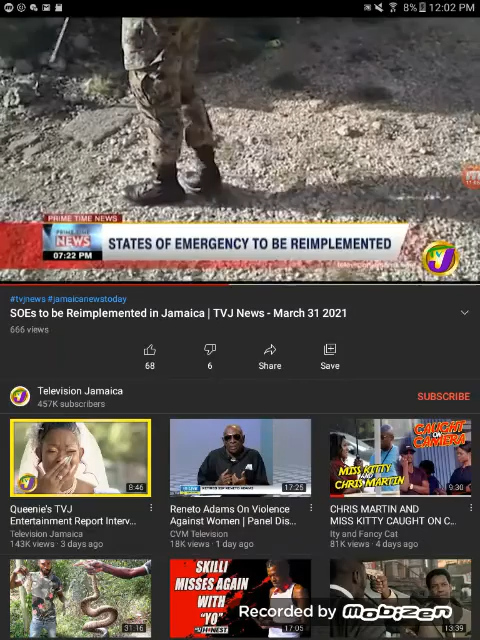 8% 12:02 PM
PRIME TIME NEWS
PRIME TIME
NEWS
07:22 PM
STATES OF EMERGENCY TO BE REIMPLEMENTED
#tvjnews #jamaicanewstoday
SOEs to be Reimplemented in Jamaica | TVJ News - March 31 2021
666 views
68
6
Share
Save
Television Jamaica
457K subscribers
SUBSCRIBE
8:46
17:25
CAUGHT ON CAMERA
MISS KITTY
AND
CHRIS MARTIN
9:30
Queenie's TVJ
Entertainment Report Interv...
Television Jamaica
143K views · 3 days ago
Reneto Adams On Violence
Against Women | Panel Dis...
CVM Television
18K views · 1 day ago
CHRIS MARTIN AND
MISS KITTY CAUGHT ON C...
Ity and Fancy Cat
81K views · 4 days ago
31:16
SKILLI
MISSES AGAIN
WITH
"YO"
17:05
13:39
Recorded by Mobizen